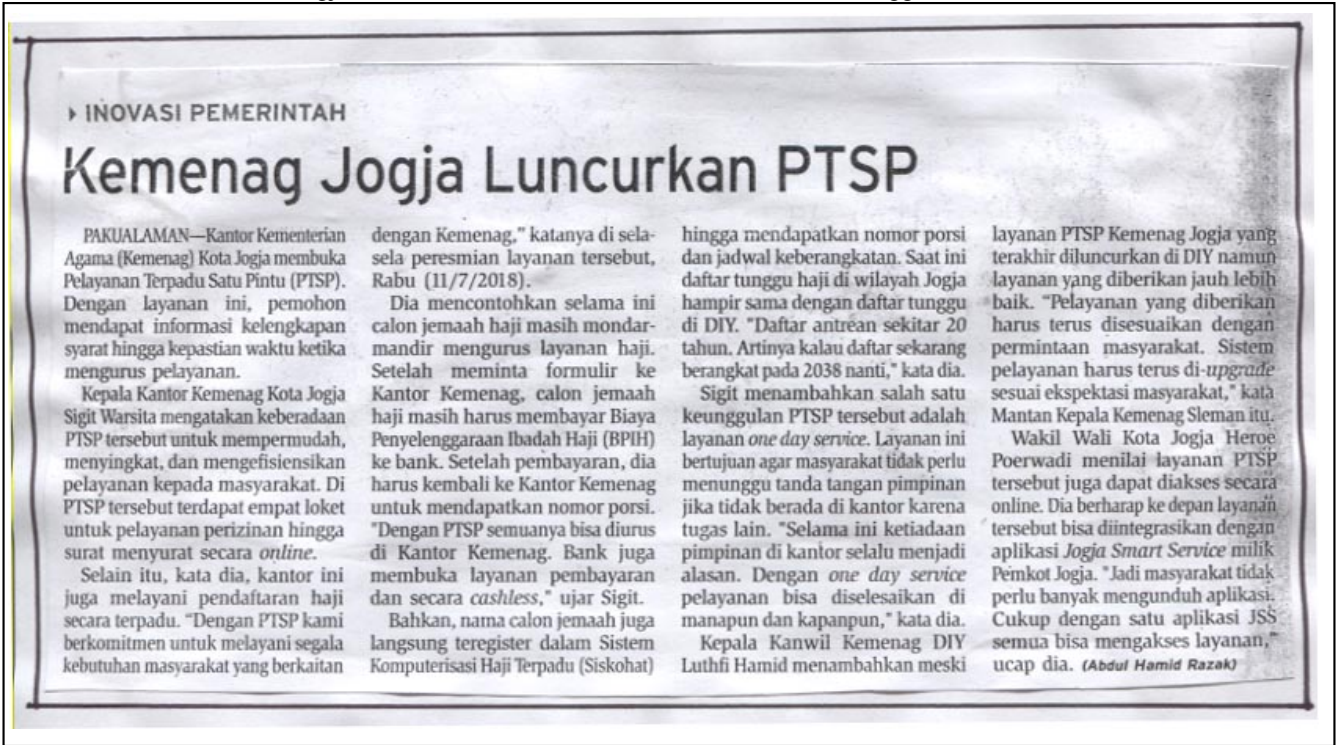 ▸ INOVASI PEMERINTAH
Kemenag Jogja Luncurkan PTSP
PAKUALAMAN—Kantor Kementerian
Agama (Kemenag) Kota Jogja membuka
Pelayanan Terpadu Satu Pintu (PTSP).
Dengan layanan ini, pemohon
mendapat informasi kelengkapan
syarat hingga kepastian waktu ketika
mengurus pelayanan.
Kepala Kantor Kemenag Kota Jogja
Sigit Warsita mengatakan keberadaan
PTSP tersebut untuk mempermudah,
menyingkat, dan mengefisiensikan
pelayanan kepada masyarakat. Di
PTSP tersebut terdapat empat loket
untuk pelayanan perizinan hingga
surat menyurat secara online.
Selain itu, kata dia, kantor ini
juga melayani pendaftaran haji
secara terpadu. "Dengan PTSP kami
berkomitmen untuk melayani segala
kebutuhan masyarakat yang berkaitan
dengan Kemenag," katanya di sela-
sela peresmian layanan tersebut,
Rabu (11/7/2018).
Dia mencontohkan selama ini
calon jemaah haji masih mondar-
mandir mengurus layanan haji.
Setelah meminta formulir ke
Kantor Kemenag, calon jemaah
haji masih harus membayar Biaya
Penyelenggaraan Ibadah Haji (BPIH)
ke bank. Setelah pembayaran, dia
harus kembali ke Kantor Kemenag
untuk mendapatkan nomor porsi.
"Dengan PTSP semuanya bisa diurus
di Kantor Kemenag. Bank juga
membuka layanan pembayaran
dan secara cashless," ujar Sigit.
Bahkan, nama calon jemaah juga
langsung teregister dalam Sistem
Komputerisasi Haji Terpadu (Siskohat)
hingga mendapatkan nomor porsi
dan jadwal keberangkatan. Saat ini
daftar tunggu haji di wilayah Jogja
hampir sama dengan daftar tunggu
di DIY. "Daftar antrean sekitar 20
tahun. Artinya kalau daftar sekarang
berangkat pada 2038 nanti," kata dia.
Sigit menambahkan salah satu
keunggulan PTSP tersebut adalah
layanan one day service. Layanan ini
bertujuan agar masyarakat tidak perlu
menunggu tanda tangan pimpinan
jika tidak berada di kantor karena
tugas lain. "Selama ini ketiadaan
pimpinan di kantor selalu menjadi
alasan. Dengan one day service
pelayanan bisa diselesaikan di
manapun dan kapanpun," kata dia.
Kepala Kanwil Kemenag DIY
Luthfi Hamid menambahkan meski
layanan PTSP Kemenag Jogja yang
terakhir diluncurkan di DIY namun
layanan yang diberikan jauh lebih
baik. "Pelayanan yang diberikan
harus terus disesuaikan dengan
permintaan masyarakat. Sistem
pelayanan harus terus di-upgrade
sesuai ekspektasi masyarakat," kata
Mantan Kepala Kemenag Sleman itu.
Wakil Wali Kota Jogja Heroe
Poerwadi menilai layanan PTSP
tersebut juga dapat diakses secara
online. Dia berharap ke depan layanan
tersebut bisa diintegrasikan dengan
aplikasi Jogja Smart Service milik
Pemkot Jogja. "Jadi masyarakat tidak
perlu banyak mengunduh aplikasi.
Cukup dengan satu aplikasi JSS
semua bisa mengakses layanan,"
ucap dia. (Abdul Hamid Razak)